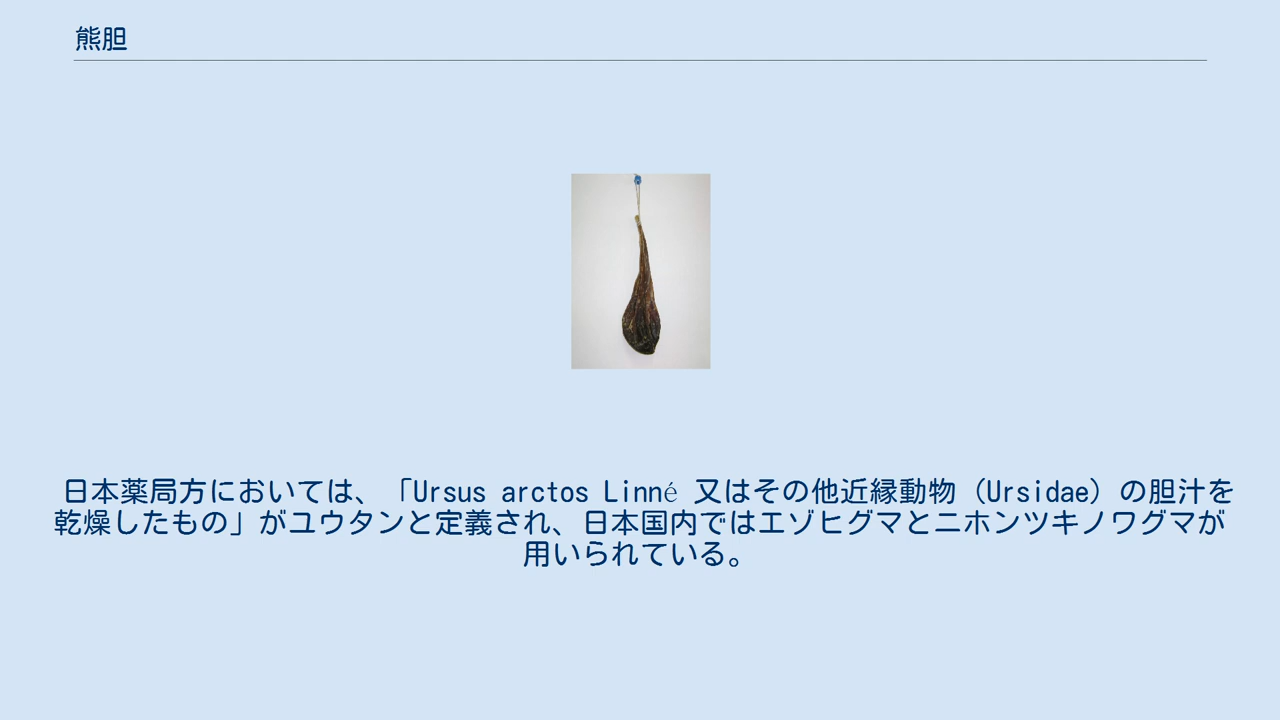 熊胆
日本薬局方においては、「Ursus arctos Linné 又はその他近縁動物（Ursidae）の胆汁を
乾燥したもの」がユウタンと定義され、日本国内ではエゾヒグマとニホンツキノワグマが
用いられている。